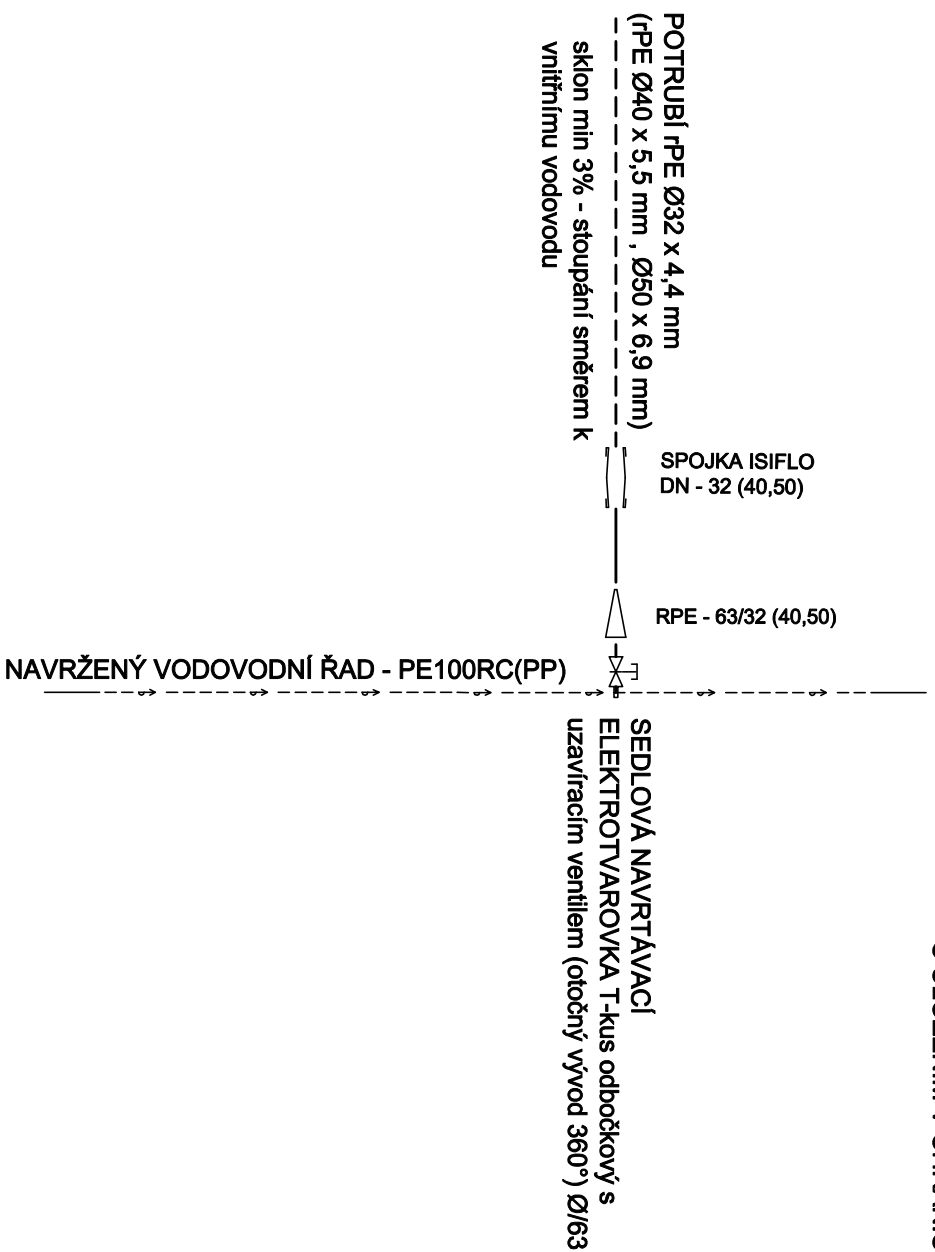 POTRUBÍ rPE Ø32 x 4,4 mm
(rPE Ø40 x 5,5 mm , Ø50 x 6,9 mm)
sklon min 3% - stoupání směrem k
vnitřnímu vodovodu
SPOJKA ISIFLO
DN - 32 (40,50)
RPE - 63/32 (40,50)
NAVRŽENÝ VODOVODNÍ ŘAD - PE100RC(PP)
SEDLOVÁ NAVRTÁVACÍ
ELEKTROTVAROVKA T-kus odbočkový s
uzavíracím ventilem (otočný vývod 360°) Ø/63